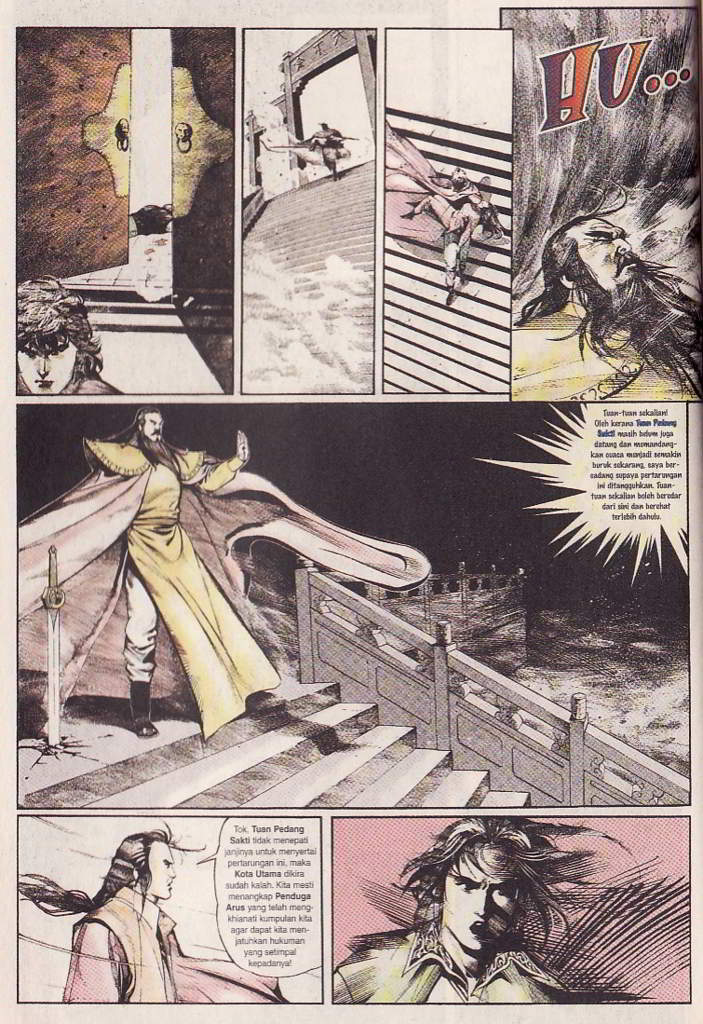 HU...
Tuan-tuan sekalian!
Oleh kerana Tuan Pedang
Sakti masih belum juga
datang dan memandang-
kan cuaca menjadi semakin
buruk sekarang, saya ber-
cadang supaya pertarungan
ini ditangguhkan. Tuan-
tuan sekalian boleh beredar
dari sini dan berehat
terlebih dahulu.
Tok, Tuan Pedang
Sakti tidak menepati
janjinya untuk menyertai
pertarungan ini, maka
Kota Utama dikira
sudah kalah. Kita mesti
menangkap Penduga
Arus yang telah meng-
khianati kumpulan kita
agar dapat kita men-
jatuhkan hukuman
yang setimpal
kepadanya!